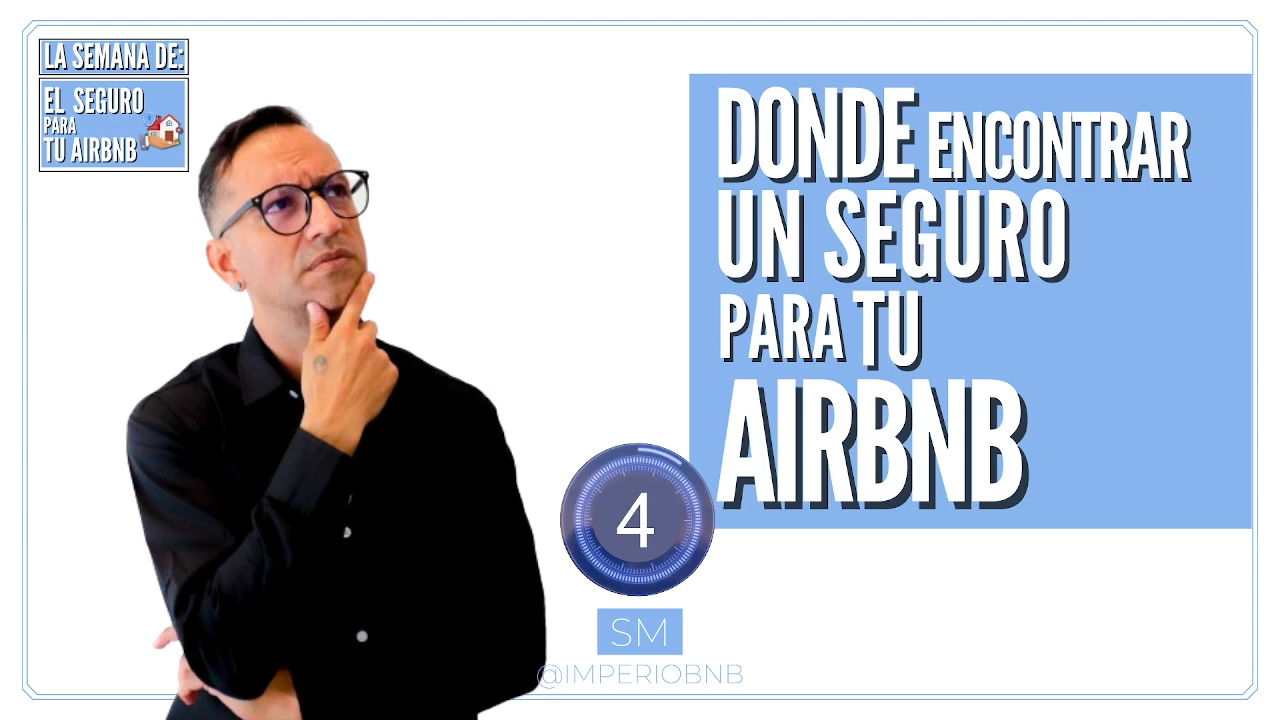 LA SEMANA DE:
EL SEGURO
PARA
TU AIRBNB
DONDE ENCONTRAR
UN SEGURO
PARA TU
AIRBNB
4
SM
@IMPERIOBNB